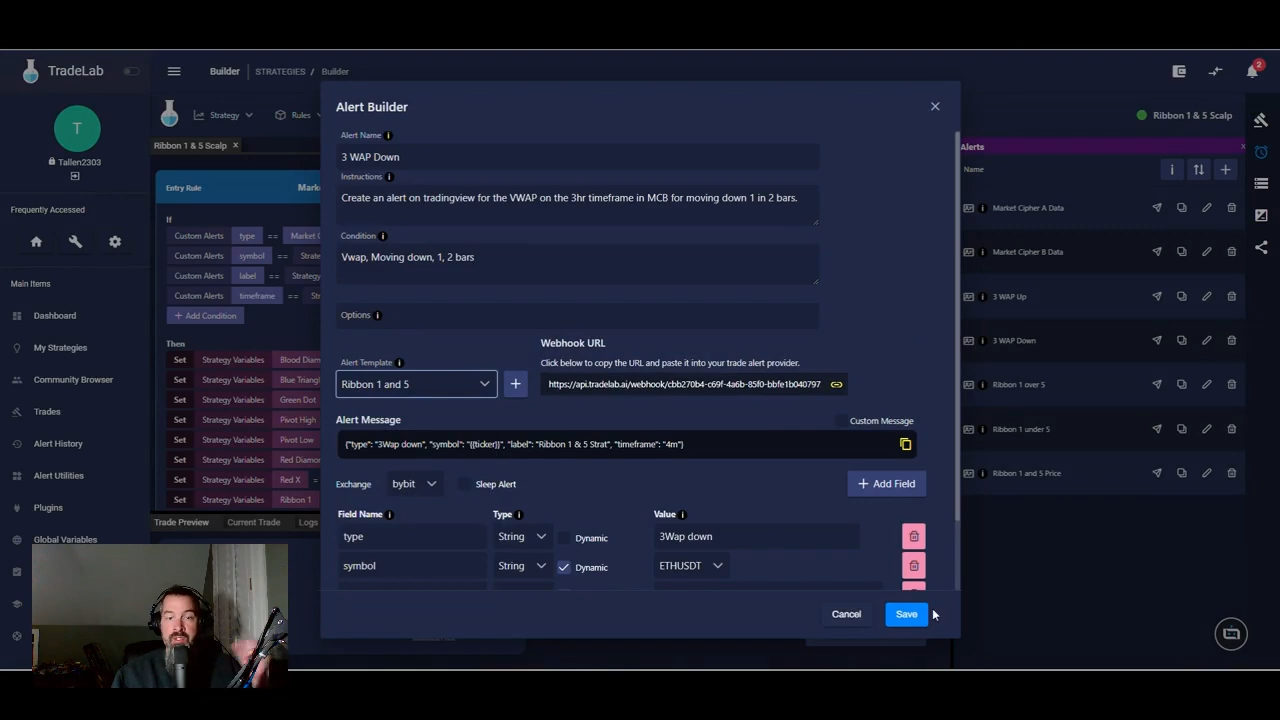 TradeLab
Builder STRATEGIES / Builder
2
T
Tallen2303
Frequently Accessed
Main Items
Dashboard
My Strategies
Community Browser
Trades
Alert History
Alert Utilities
Plugins
Global Variables
Strategy Rules
Ribbon 1 & 5 Scalp ×
Entry Rule
If
Custom Alerts type ==
Custom Alerts symbol ==
Custom Alerts label ==
Custom Alerts timeframe ==
+ Add Condition
Then
Set Strategy Variables
Set Strategy Variables Blue Triang
Set Strategy Variables Green Dot
Set Strategy Variables Pivot High
Set Strategy Variables Pivot Low
Set Strategy Variables
Set Strategy Variables Red X =
Set Strategy Variables Ribbon 1
Trade Preview Current Trade Logs
Alert Builder
Alert Name
3 WAP Down
Instructions
Create an alert on tradingview for the VWAP on the 3hr timeframe in MCB for moving down 1 in 2 bars.
Condition
Vwap, Moving down, 1, 2 bars
Options
Webhook URL
Click below to copy the URL and paste it into your trade alert provider.
Alert Template
Ribbon 1 and 5
+
https://api.tradelab.ai/webhook/cbb270b4-c69f-4a6b-85f0-bbfe1b040797
Alert Message
Custom Message
{"type": "3Wap down", "symbol": "{{ticker}}", "label": "Ribbon 1 & 5 Strat", "timeframe": "4m"}
Exchange bybit Sleep Alert
+ Add Field
Field Name Type Value
type String Dynamic 3Wap down
symbol String Dynamic ETHUSDT
Cancel Save
Ribbon 1 & 5 Scalp
Alerts
Name
Market Cipher A Data
Market Cipher B Data
3 WAP Up
3 WAP Down
Ribbon 1 over 5
Ribbon 1 under 5
Ribbon 1 and 5 Price